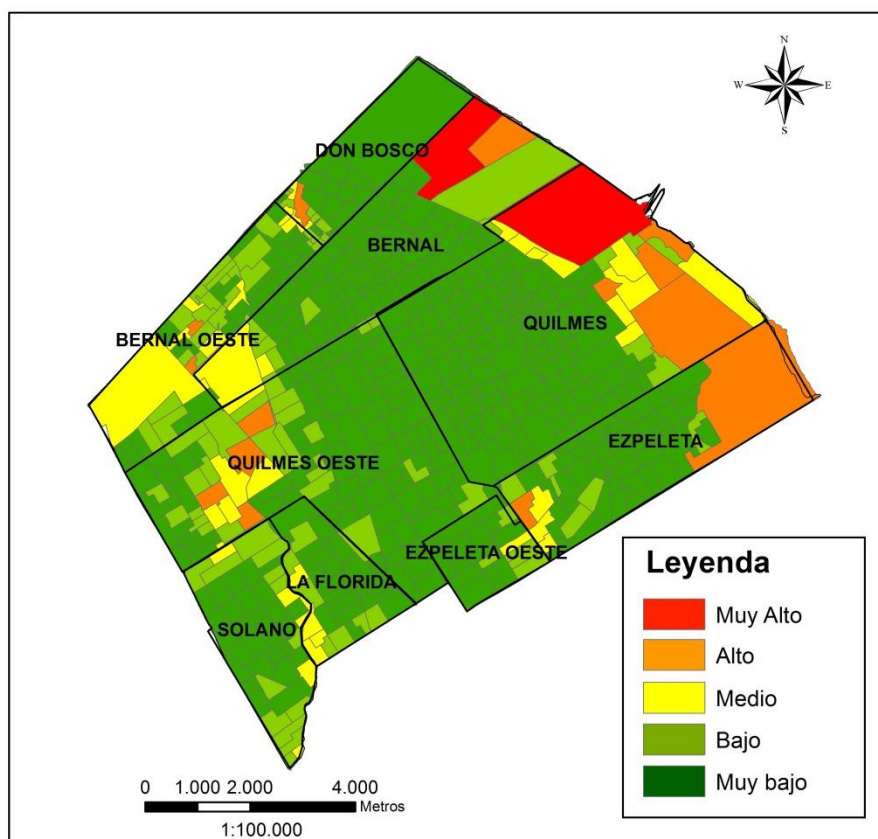 N
W E
S
DON BOSCO
BERNAL
QUILMES
BERNAL OESTE
EZPELETA
QUILMES OESTE
EZPELETA OESTE
LA FLORIDA
SOLANO
Leyenda
Muy Alto
Alto
Medio
Bajo
Muy bajo
0 1.000 2.000 4.000
Metros
1:100.000